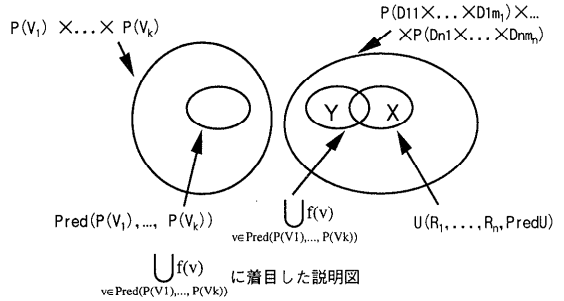 P(V₁) ×...× P(Vₖ)
P(D11×...×D1m₁)×...
×P(Dn1×...×Dnmₙ)
Y X
Pred(P(V₁),..., P(Vₖ))
⋃f(v)
v∈Pred(P(V1),..., P(Vk))
U(R₁,...,Rₙ,PredU)
⋃f(v) に着目した説明図
v∈Pred(P(V1),..., P(Vk))